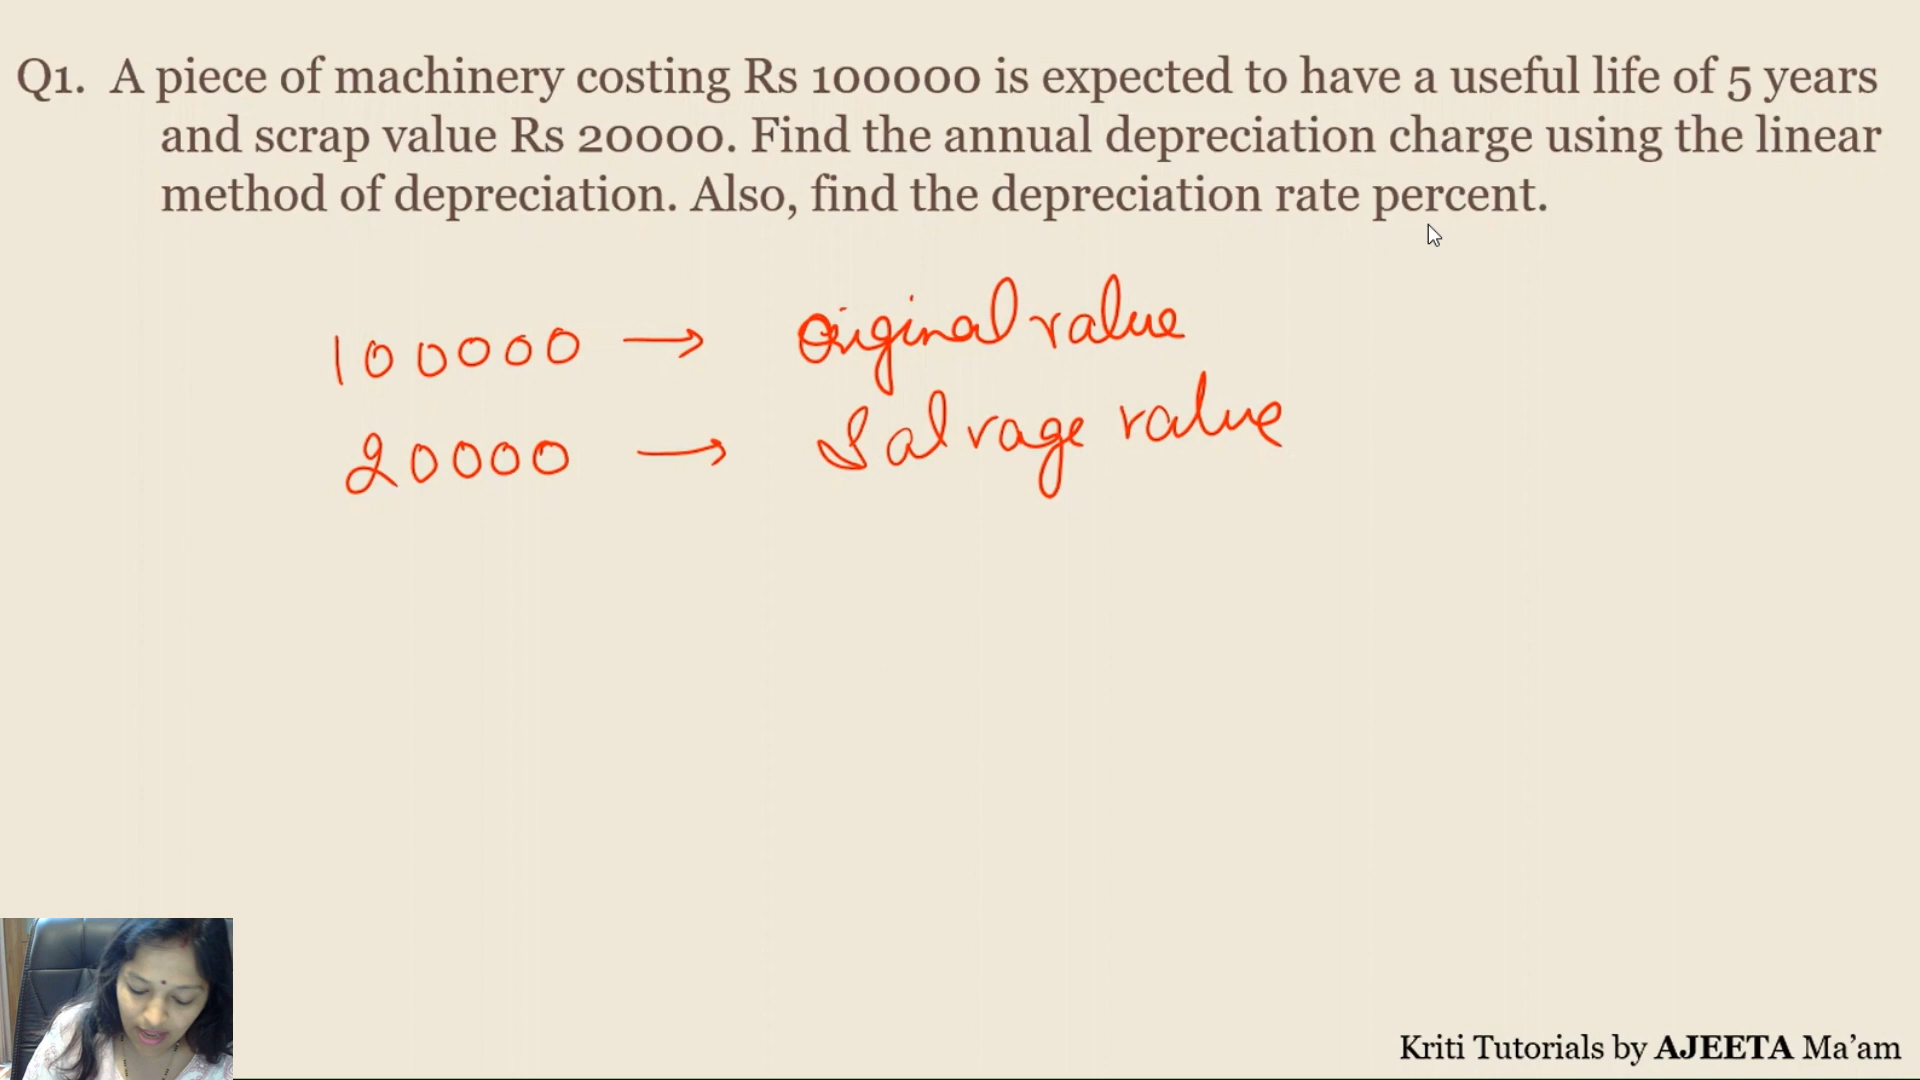 Q1. A piece of machinery costing Rs 100000 is expected to have a useful life of 5 years
and scrap value Rs 20000. Find the annual depreciation charge using the linear
method of depreciation. Also, find the depreciation rate percent.
100000 → Original value
20000 → Salvage value
Kriti Tutorials by AJEETA Ma'am